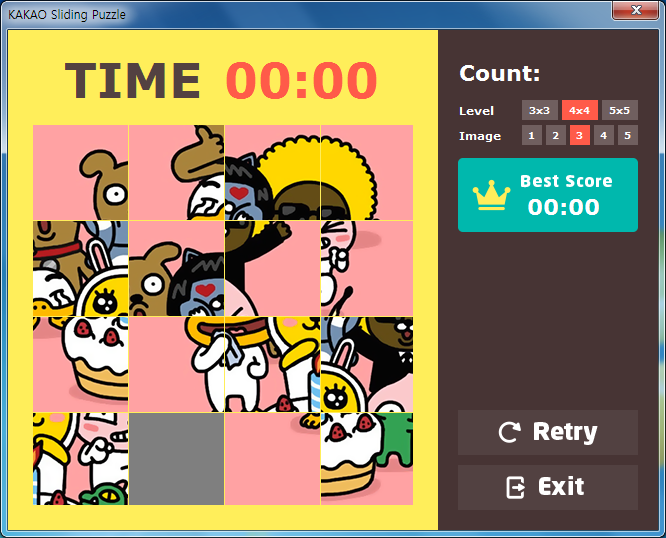 KAKAO Sliding Puzzle
TIME 00:00
Count:
Level 3x3 4x4 5x5
Image 1 2 3 4 5
Best Score
00:00
Retry
Exit